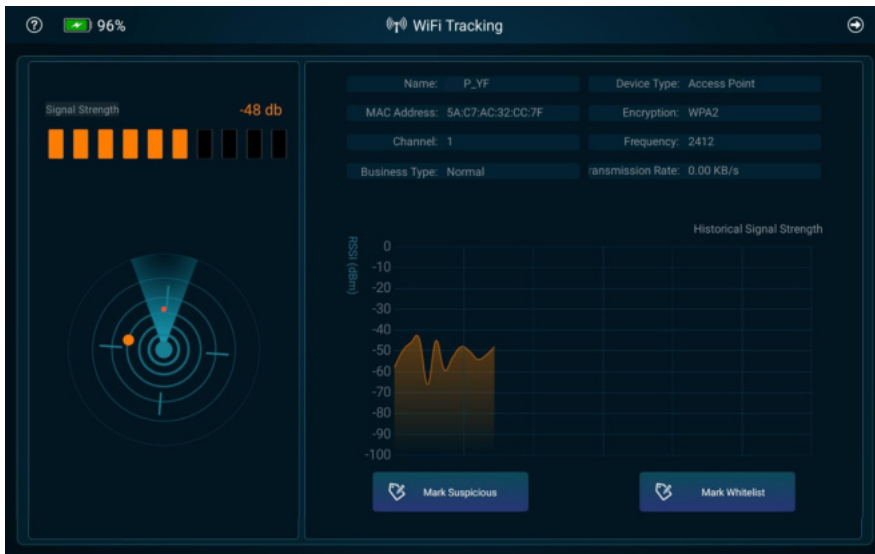 96%
WiFi Tracking
Signal Strength
-48 db
Name: P_YF
Device Type: Access Point
MAC Address: 5A:C7:AC:32:CC:7F
Encryption: WPA2
Channel: 1
Frequency: 2412
Business Type: Normal
ransmission Rate: 0.00 KB/s
Historical Signal Strength
RSSI (dBm)
0
-10
-20
-30
-40
-50
-60
-70
-80
-90
-100
Mark Suspicious
Mark Whitelist